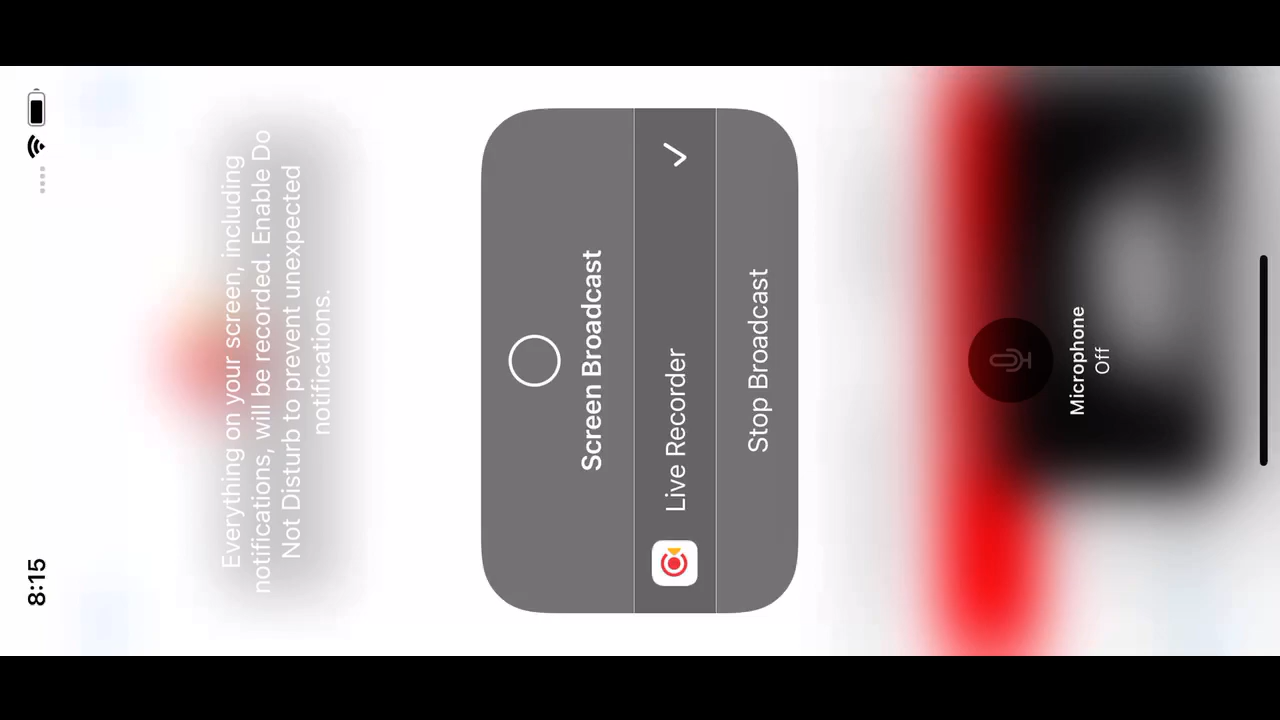 8:15
Everything on your screen, including
notifications, will be recorded. Enable Do
Not Disturb to prevent unexpected
notifications.
Screen Broadcast
Live Recorder
Stop Broadcast
Microphone
Off